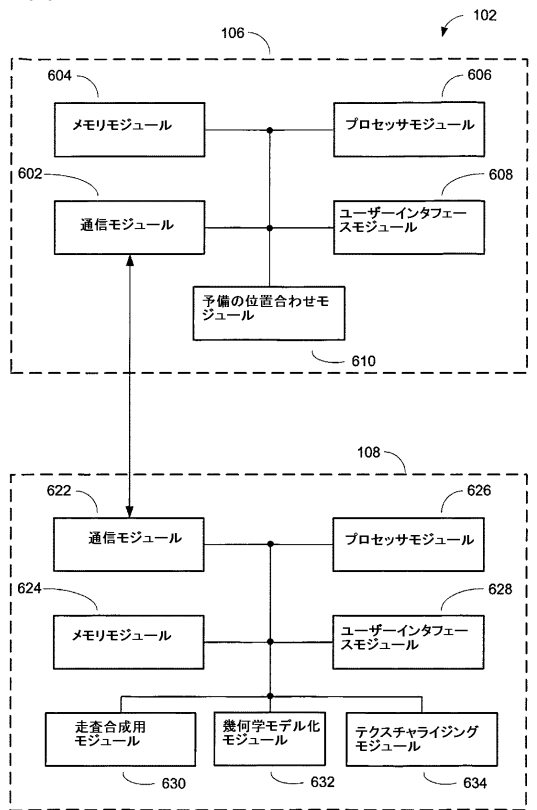 102
106
604
606
メモリモジュール
プロセッサモジュール
602
608
通信モジュール
ユーザーインタフェー
スモジュール
予備の位置合わせモ
ジュール
610
108
622
626
通信モジュール
プロセッサモジュール
624
628
メモリモジュール
ユーザーインタフェー
スモジュール
走査合成用
モジュール
幾何学モデル化
モジュール
テクスチャライジング
モジュール
630
632
634